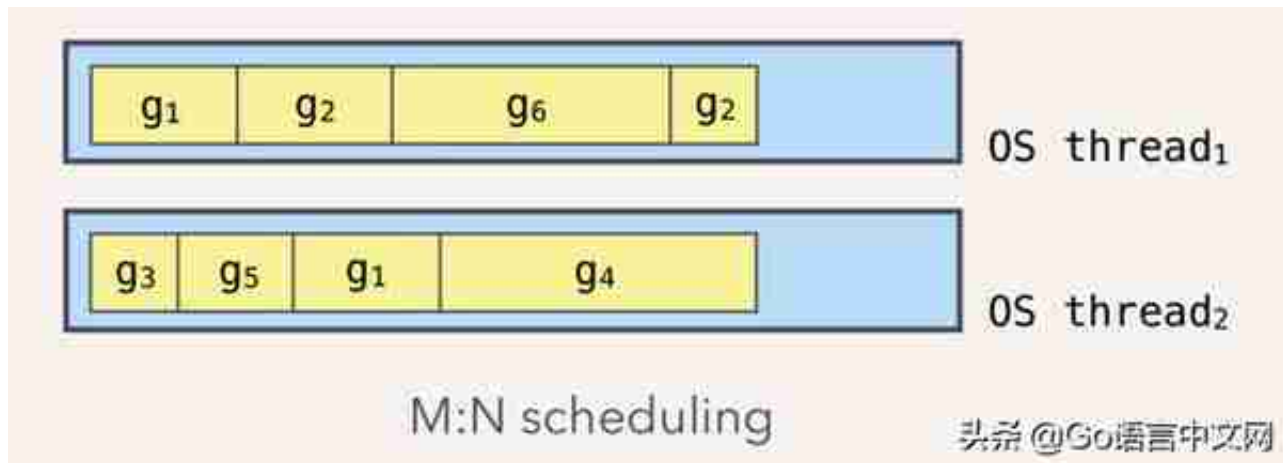 g₁ g₂ g₆ g₂
OS thread₁
g₃ g₅ g₁ g₄
OS thread₂
M:N scheduling
头条 @Go语言中文网